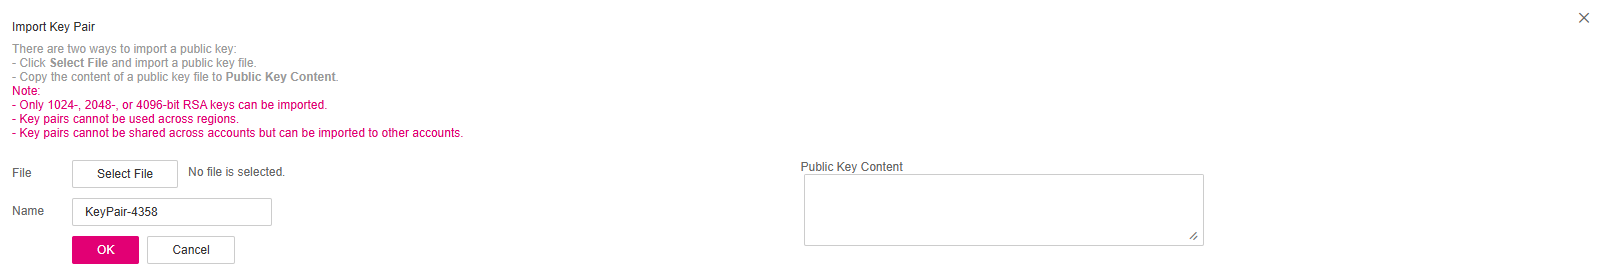 Import Key Pair
There are two ways to import a public key:
- Click Select File and import a public key file.
- Copy the content of a public key file to Public Key Content.
Note:
- Only 1024-, 2048-, or 4096-bit RSA keys can be imported.
- Key pairs cannot be used across regions.
- Key pairs cannot be shared across accounts but can be imported to other accounts.
File
Select File
No file is selected.
Public Key Content
Name
KeyPair-4358
OK
Cancel